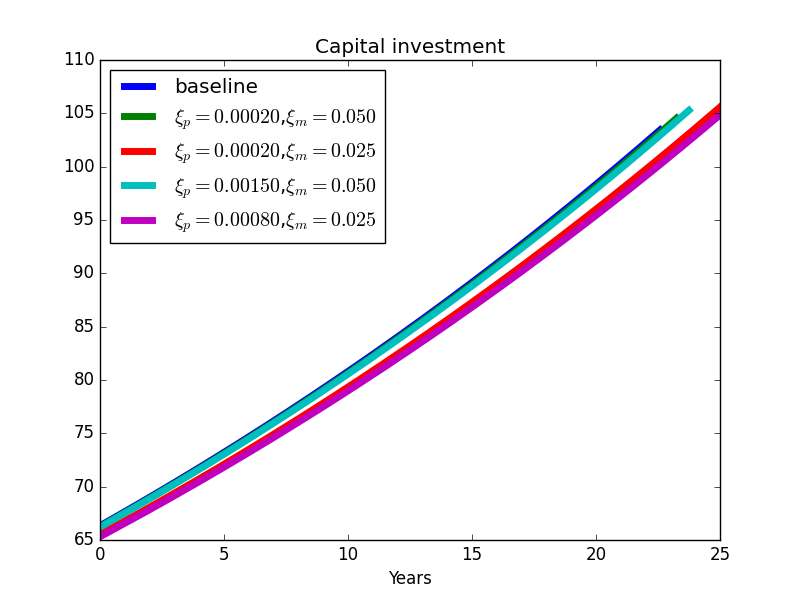 Capital investment
110
105
100
95
90
85
80
75
70
65
baseline
ξp = 0.00020,ξm = 0.050
ξp = 0.00020,ξm = 0.025
ξp = 0.00150,ξm = 0.050
ξp = 0.00080,ξm = 0.025
0 5 10 15 20 25
Years